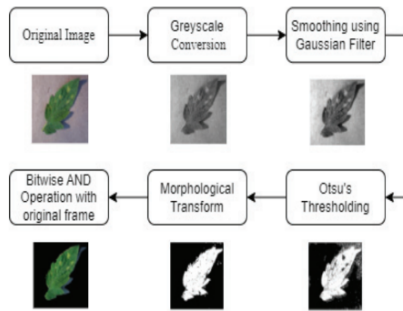 Original Image
Greyscale
Conversion
Smoothing using
Gaussian Filter
Bitwise AND
Operation with
original frame
Morphological
Transform
Otsu's
Thresholding